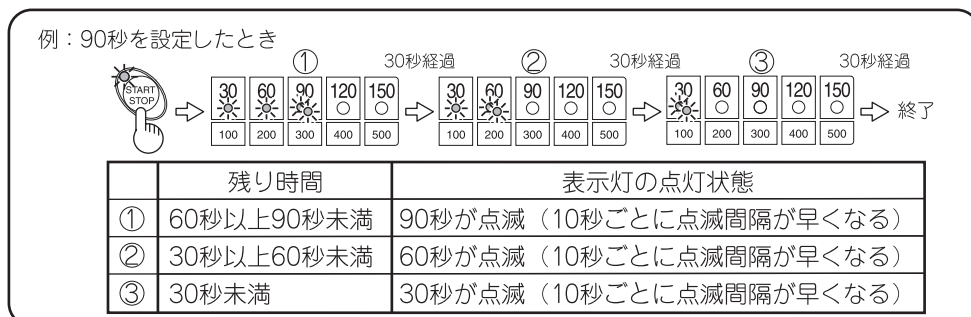 例：90秒を設定したとき
① 30秒経過 ② 30秒経過 ③ 30秒経過
START
STOP
30 60 90 120 150 30 60 90 120 150 30 60 90 120 150
100 200 300 400 500 100 200 300 400 500 100 200 300 400 500
終了
残り時間 表示灯の点灯状態
① 60秒以上90秒未満 90秒が点滅（10秒ごとに点滅間隔が早くなる）
② 30秒以上60秒未満 60秒が点滅（10秒ごとに点滅間隔が早くなる）
③ 30秒未満 30秒が点滅（10秒ごとに点滅間隔が早くなる）